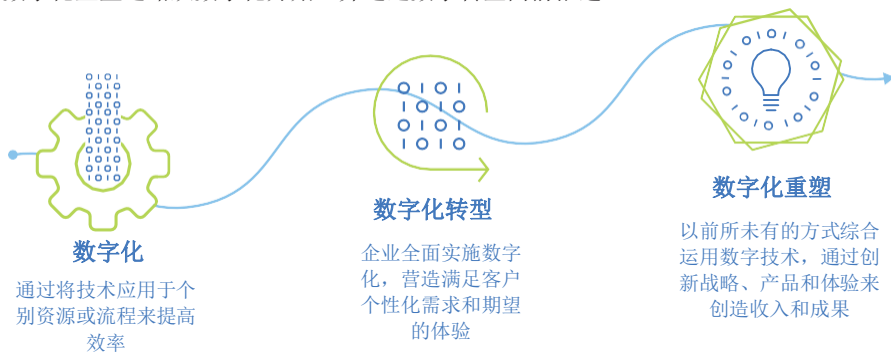 数字化
通过将技术应用于个
别资源或流程来提高
效率
数字化转型
企业全面实施数字
化，营造满足客户
个性化需求和期望
的体验
数字化重塑
以前所未有的方式综合
运用数字技术，通过创
新战略、产品和体验来
创造收入和成果